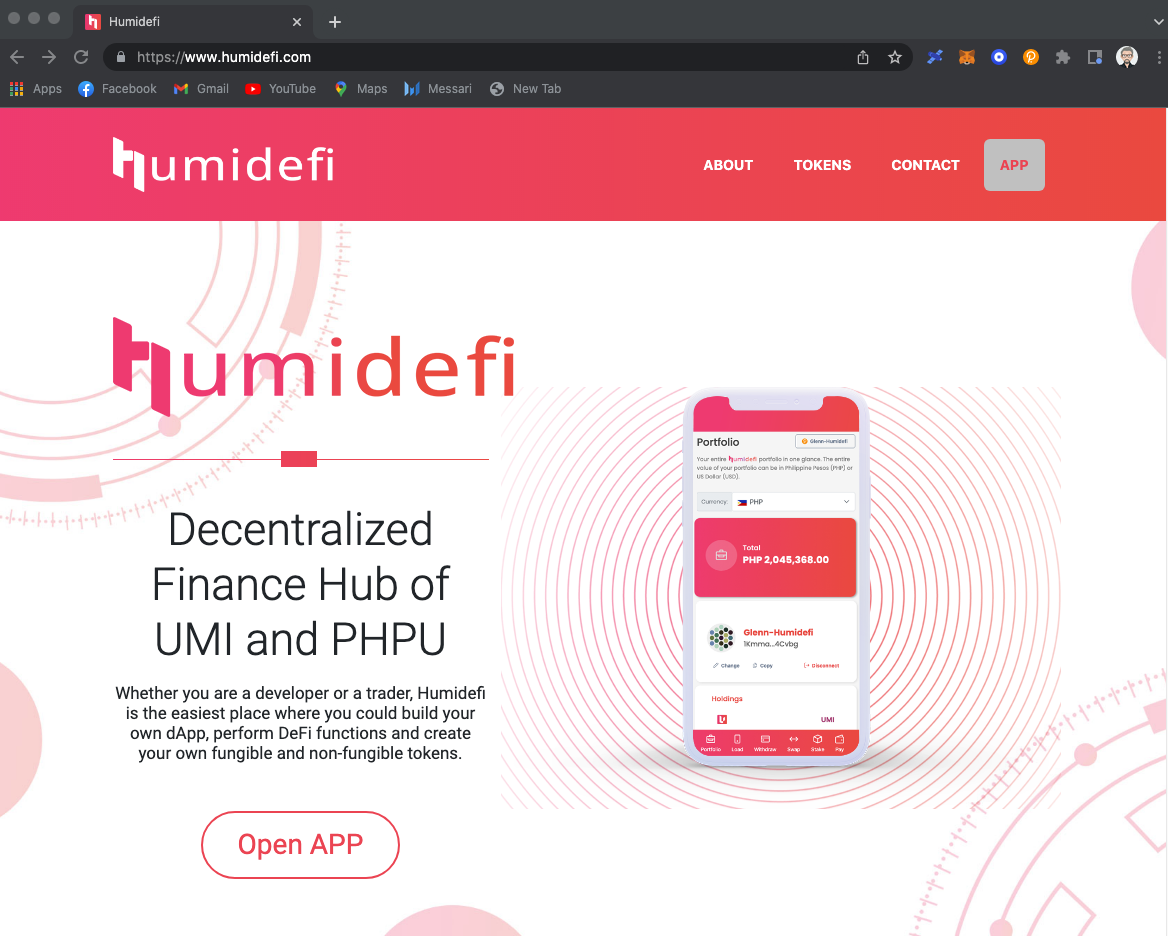 Humidefi
https://www.humidefi.com
Apps Facebook Gmail YouTube Maps Messari New Tab
humidefi
ABOUT TOKENS CONTACT APP
humidefi
Decentralized
Finance Hub of
UMI and PHPU
Whether you are a developer or a trader, Humidefi
is the easiest place where you could build your
own dApp, perform DeFi functions and create
your own fungible and non-fungible tokens.
Open APP
Portfolio Glenn-Humidefi
Your entire humidefi portfolio in one glance. The entire
value of your portfolio can be in Philippine Pesos (PHP) or
US Dollar (USD).
Currency: PHP
Total
PHP 2,045,368.00
Glenn-Humidefi
1Kmma...4Cvbg
Change Copy Disconnect
Holdings
UMI
Portfolio Load Withdraw Swap Stake Pay